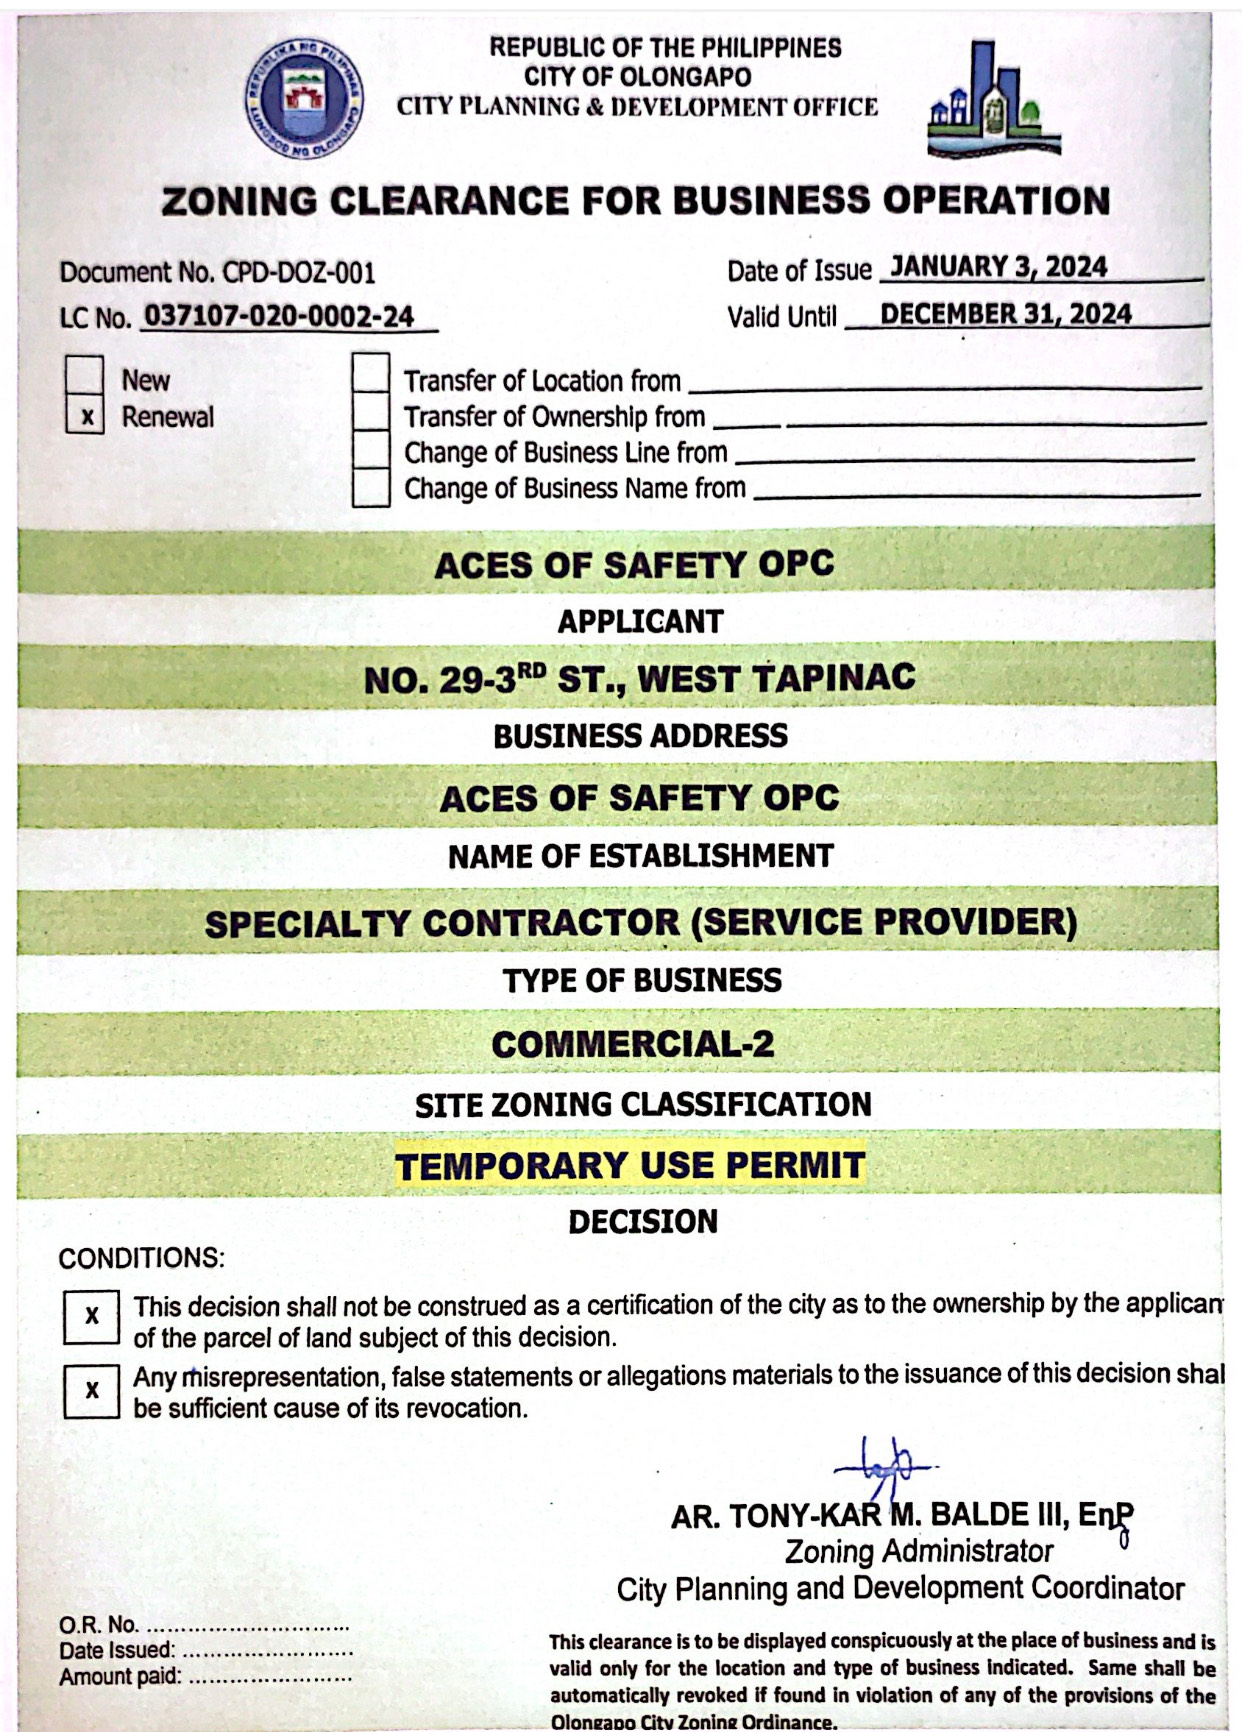 REPUBLIKA NG PILIPINAS
LUNGSOD NG OLONGAPO
REPUBLIC OF THE PHILIPPINES
CITY OF OLONGAPO
CITY PLANNING & DEVELOPMENT OFFICE
ZONING CLEARANCE FOR BUSINESS OPERATION
Document No. CPD-DOZ-001
Date of Issue JANUARY 3, 2024
LC No. 037107-020-0002-24
Valid Until DECEMBER 31, 2024
New
Transfer of Location from
x Renewal
Transfer of Ownership from
Change of Business Line from
Change of Business Name from
ACES OF SAFETY OPC
APPLICANT
NO. 29-3RD ST., WEST TAPINAC
BUSINESS ADDRESS
ACES OF SAFETY OPC
NAME OF ESTABLISHMENT
SPECIALTY CONTRACTOR (SERVICE PROVIDER)
TYPE OF BUSINESS
COMMERCIAL-2
SITE ZONING CLASSIFICATION
TEMPORARY USE PERMIT
DECISION
CONDITIONS:
x This decision shall not be construed as a certification of the city as to the ownership by the applican
of the parcel of land subject of this decision.
x Any misrepresentation, false statements or allegations materials to the issuance of this decision shal
be sufficient cause of its revocation.
AR. TONY-KAR M. BALDE III, EnP
Zoning Administrator
City Planning and Development Coordinator
O.R. No. ................................
Date Issued: ...........................
Amount paid: ..........................
This clearance is to be displayed conspicuously at the place of business and is
valid only for the location and type of business indicated. Same shall be
automatically revoked if found in violation of any of the provisions of the
Olongapo City Zoning Ordinance.